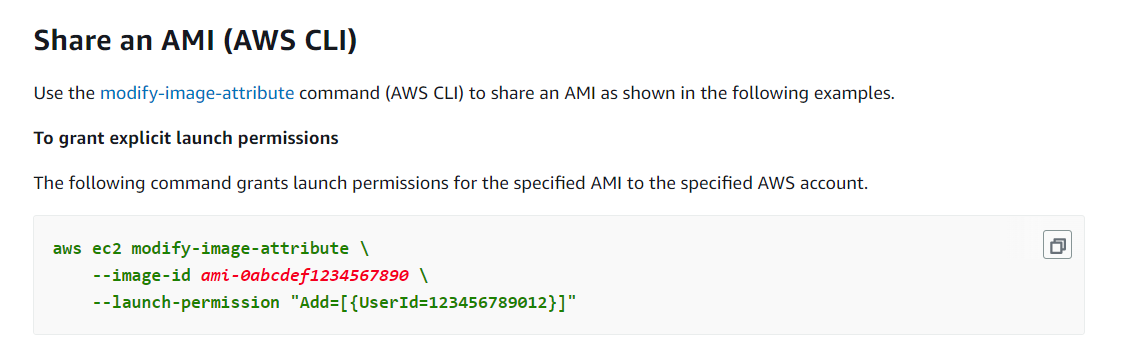 Share an AMI (AWS CLI)
Use the modify-image-attribute command (AWS CLI) to share an AMI as shown in the following examples.
To grant explicit launch permissions
The following command grants launch permissions for the specified AMI to the specified AWS account.
aws ec2 modify-image-attribute \
    --image-id ami-0abcdef1234567890 \
    --launch-permission "Add=[{UserId=123456789012}]"